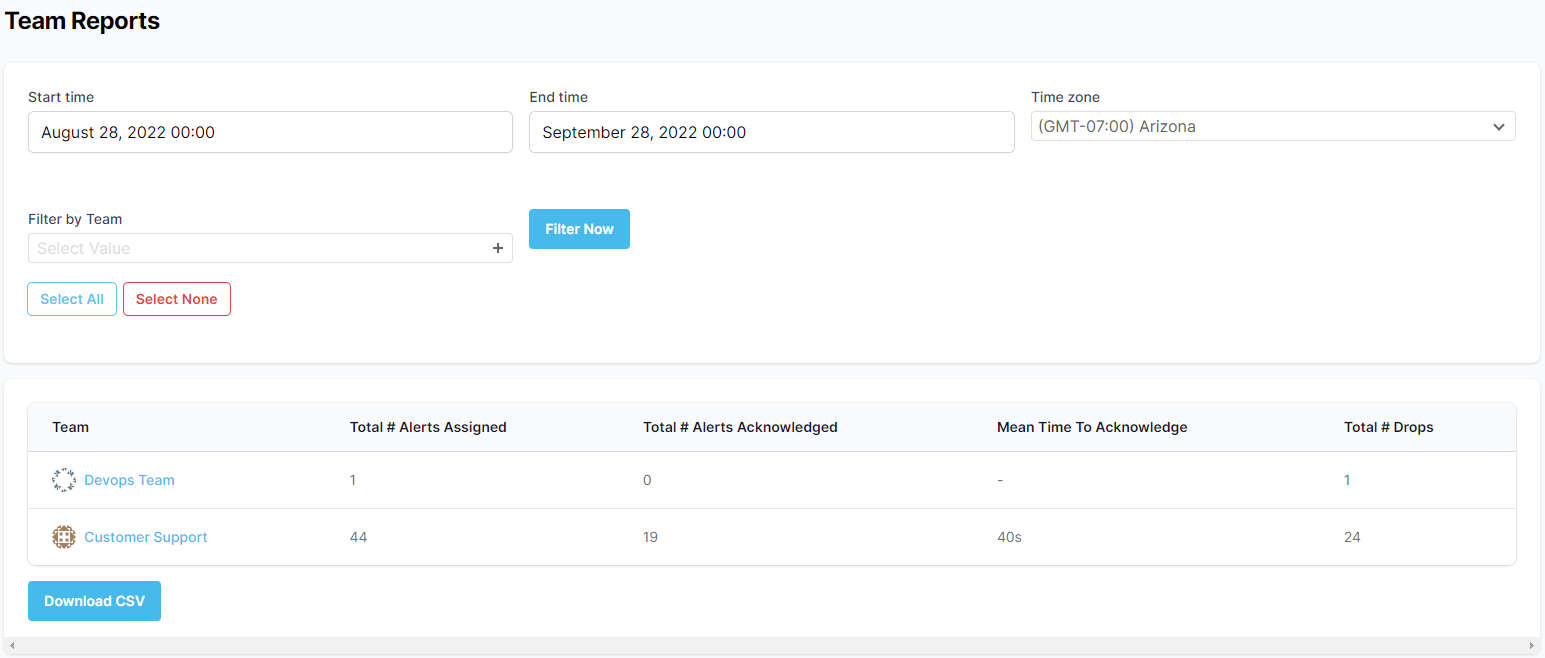 Team Reports
Start time
End time
Time zone
August 28, 2022 00:00
September 28, 2022 00:00
(GMT-07:00) Arizona
Filter by Team
Select Value
Filter Now
Select All
Select None
Team Total # Alerts Assigned Total # Alerts Acknowledged Mean Time To Acknowledge Total # Drops
Devops Team 1 0 - 1
Customer Support 44 19 40s 24
Download CSV